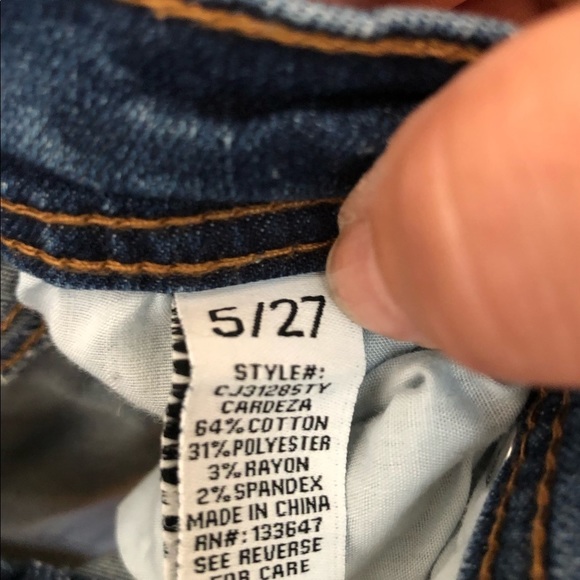 5/27
STYLE#:
CJ31285TY
CARDEZA
64% COTTON
31% POLYESTER
3% RAYON
2% SPANDEX
MADE IN CHINA
RN#: 133647
SEE REVERSE
FOR CARE